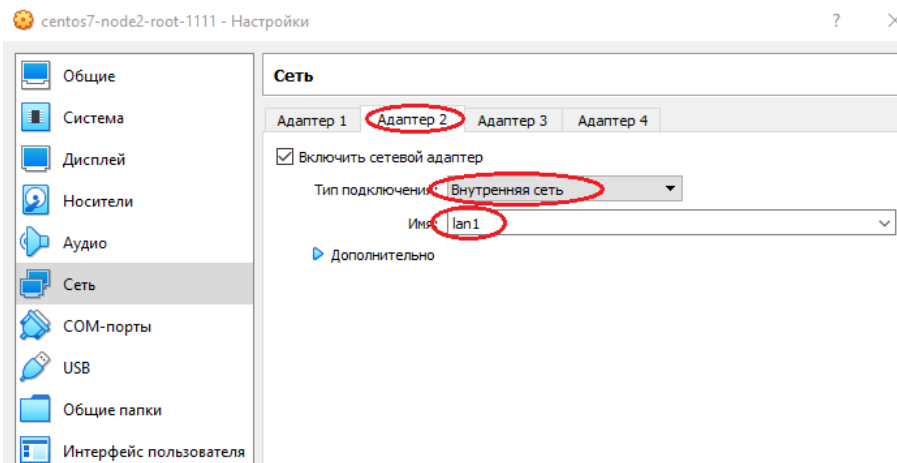 centos7-node2-root-1111 - Настройки
Общие
Система
Дисплей
Носители
Аудио
Сеть
COM-порты
USB
Общие папки
Интерфейс пользователя
Сеть
Адаптер 1 Адаптер 2 Адаптер 3 Адаптер 4
Включить сетевой адаптер
Тип подключения: Внутренняя сеть
Имя: lan1
Дополнительно